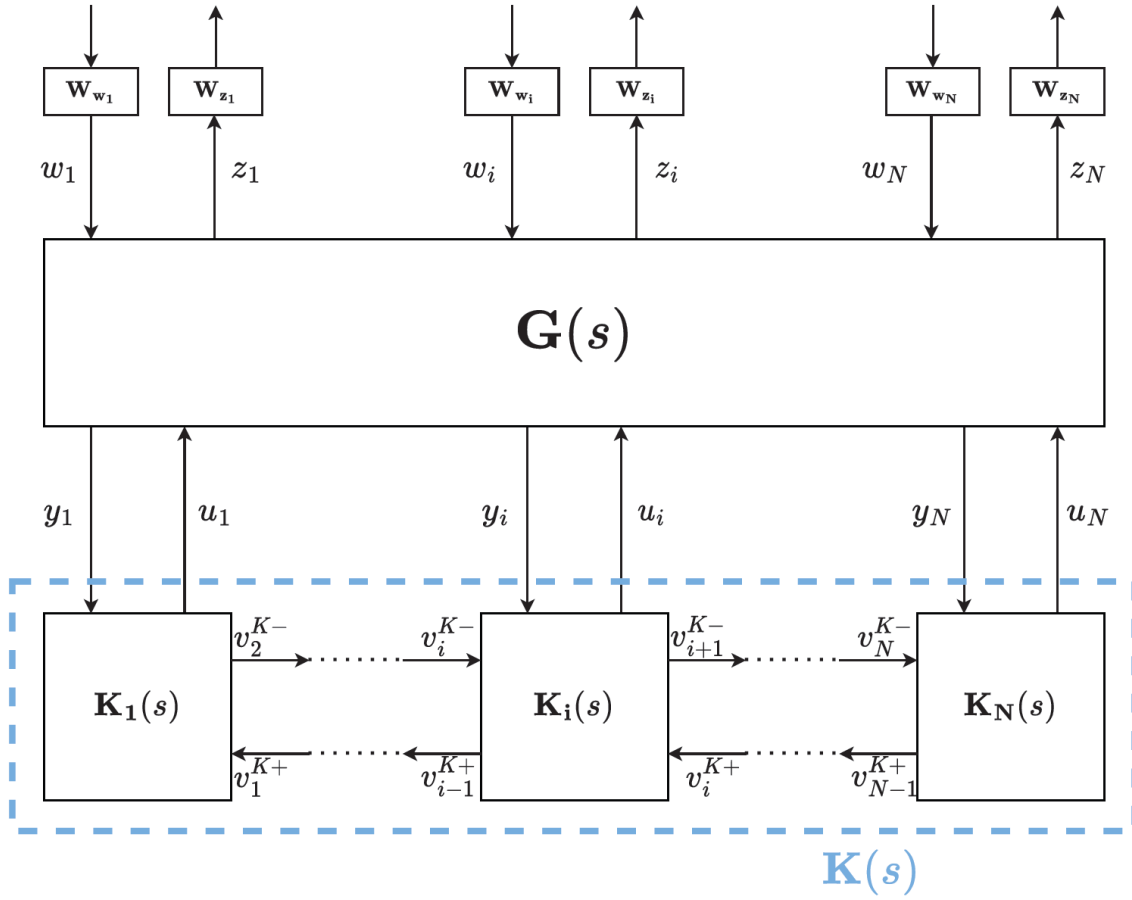 W_{w_1} W_{z_1} W_{w_i} W_{z_i} W_{w_N} W_{z_N}
w_1 z_1 w_i z_i w_N z_N
G(s)
y_1 u_1 y_i u_i y_N u_N
v_2^{K-} v_i^{K-} v_{i+1}^{K-} v_N^{K-}
K_1(s) K_i(s) K_N(s)
v_1^{K+} v_{i-1}^{K+} v_i^{K+} v_{N-1}^{K+}
K(s)